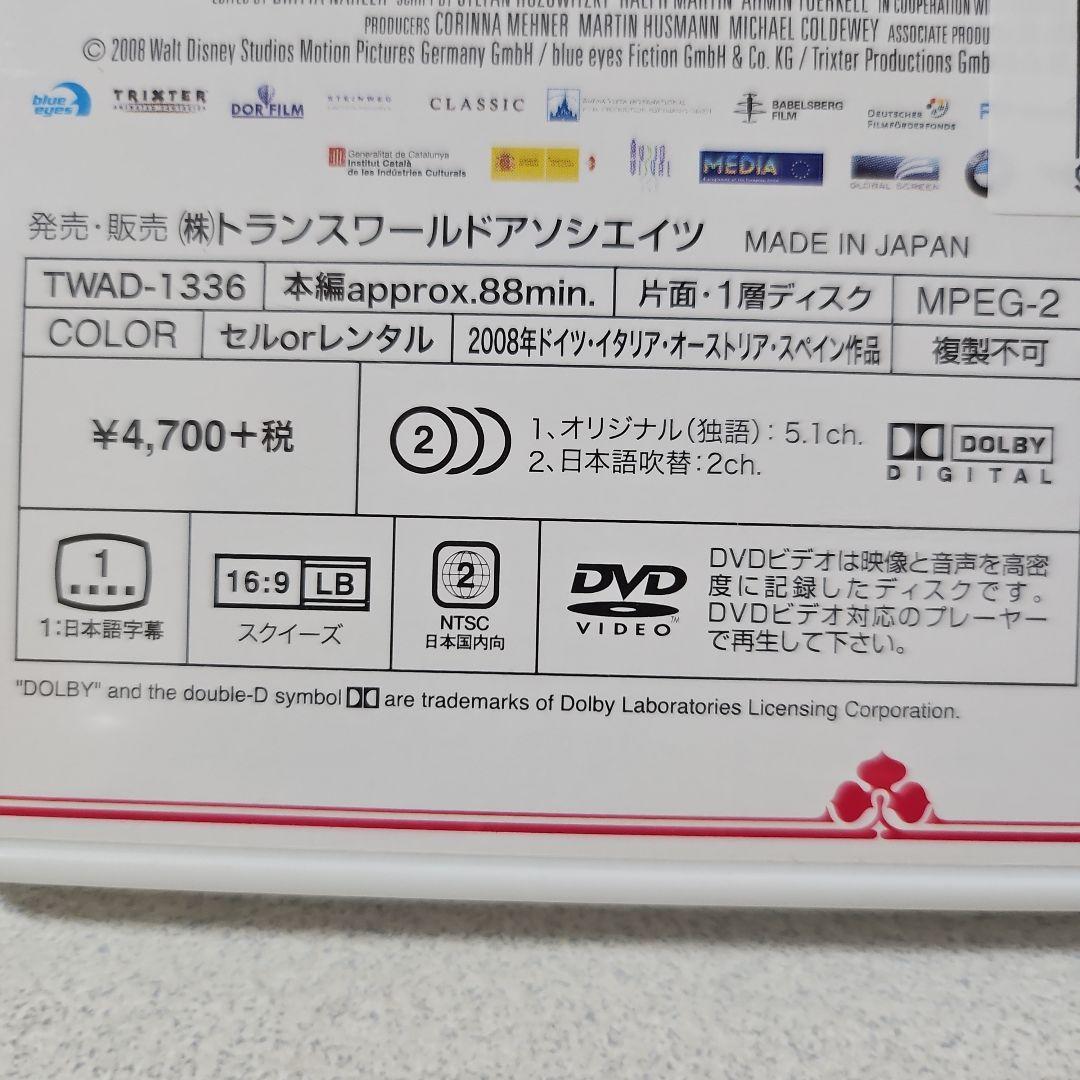 PRODUCERS CORINNA MEHNER MARTIN HUSMANN MICHAEL COLDEWEY ASSOCIATE PRODU
© 2008 Walt Disney Studios Motion Pictures Germany GmbH / blue eyes Fiction GmbH & Co. KG / Trixter Productions Gmb
blue eyes TRIXTER DOR FILM CLASSIC BABELSBERG FILM DEUTSCHER FILMFÖRDERFONDS
Generalitat de Catalunya
Institut Català
de les Indústries Culturals
MEDIA GLOBAL SCREEN
発売・販売 ㈱トランスワールドアソシエイツ MADE IN JAPAN
TWAD-1336 本編approx.88min. 片面・1層ディスク MPEG-2
COLOR セルorレンタル 2008年ドイツ・イタリア・オーストリア・スペイン作品 複製不可
¥4,700+税
2 1、オリジナル(独語):5.1ch.
2、日本語吹替:2ch.
DOLBY
DIGITAL
1
1:日本語字幕
16:9 LB
スクイーズ
2
NTSC
日本国内向
DVD
VIDEO™
DVDビデオは映像と音声を高密
度に記録したディスクです。
DVDビデオ対応のプレーヤー
で再生して下さい。
"DOLBY" and the double-D symbol are trademarks of Dolby Laboratories Licensing Corporation.